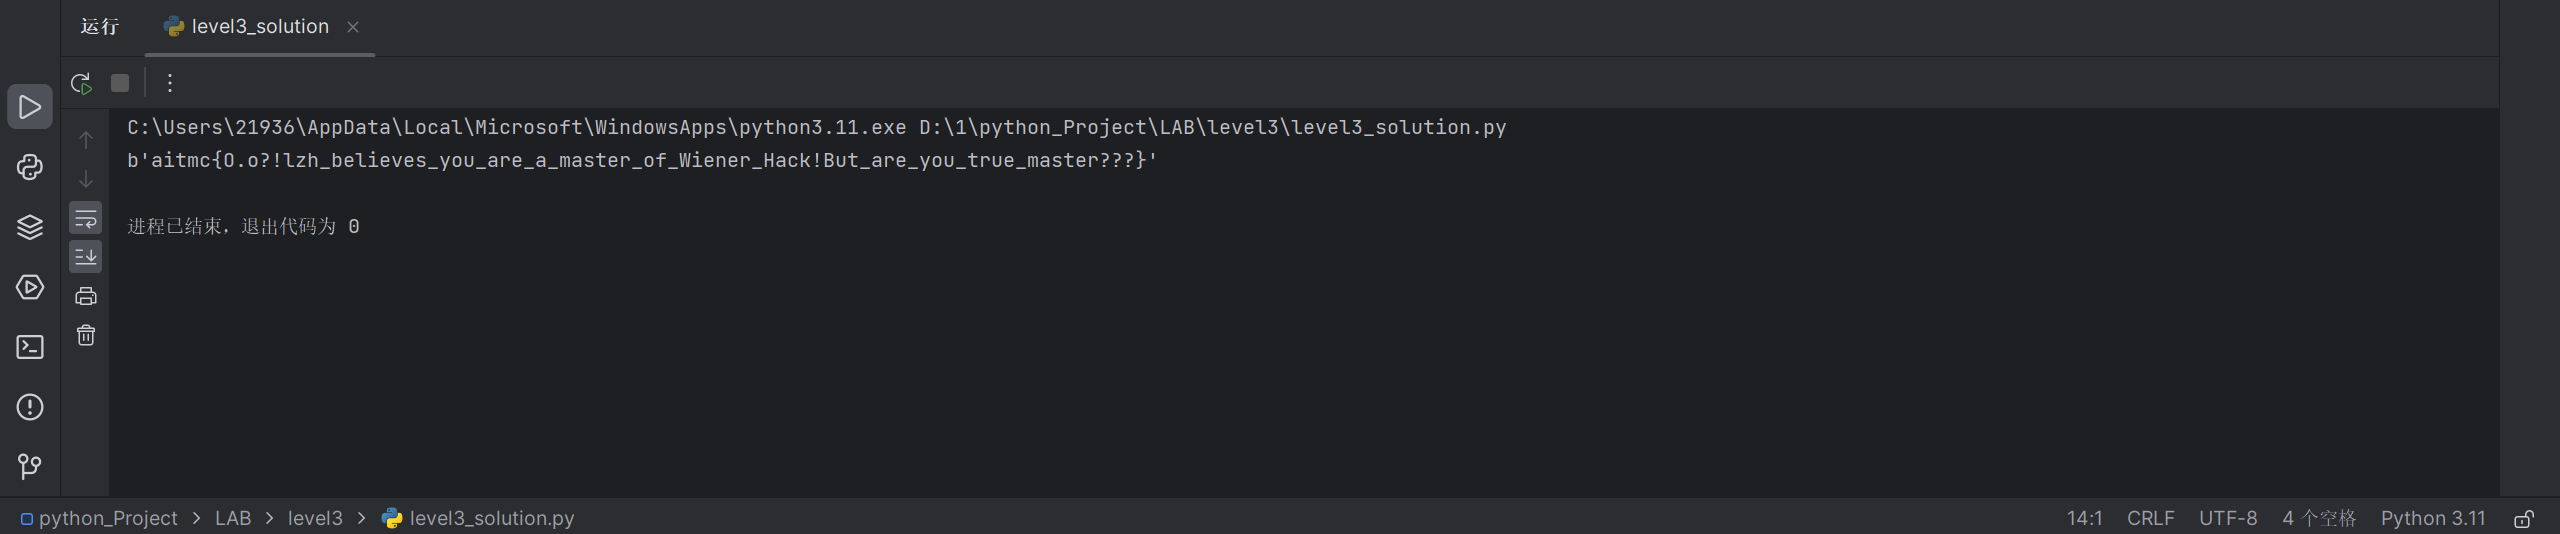 运行 level3_solution
C:\Users\21936\AppData\Local\Microsoft\WindowsApps\python3.11.exe D:\1\python_Project\LAB\level3\level3_solution.py
b'aitmc{O.o?!lzh_believes_you_are_a_master_of_Wiener_Hack!But_are_you_true_master???}'
进程已结束，退出代码为 0
python_Project > LAB > level3 > level3_solution.py 14:1 CRLF UTF-8 4 个空格 Python 3.11